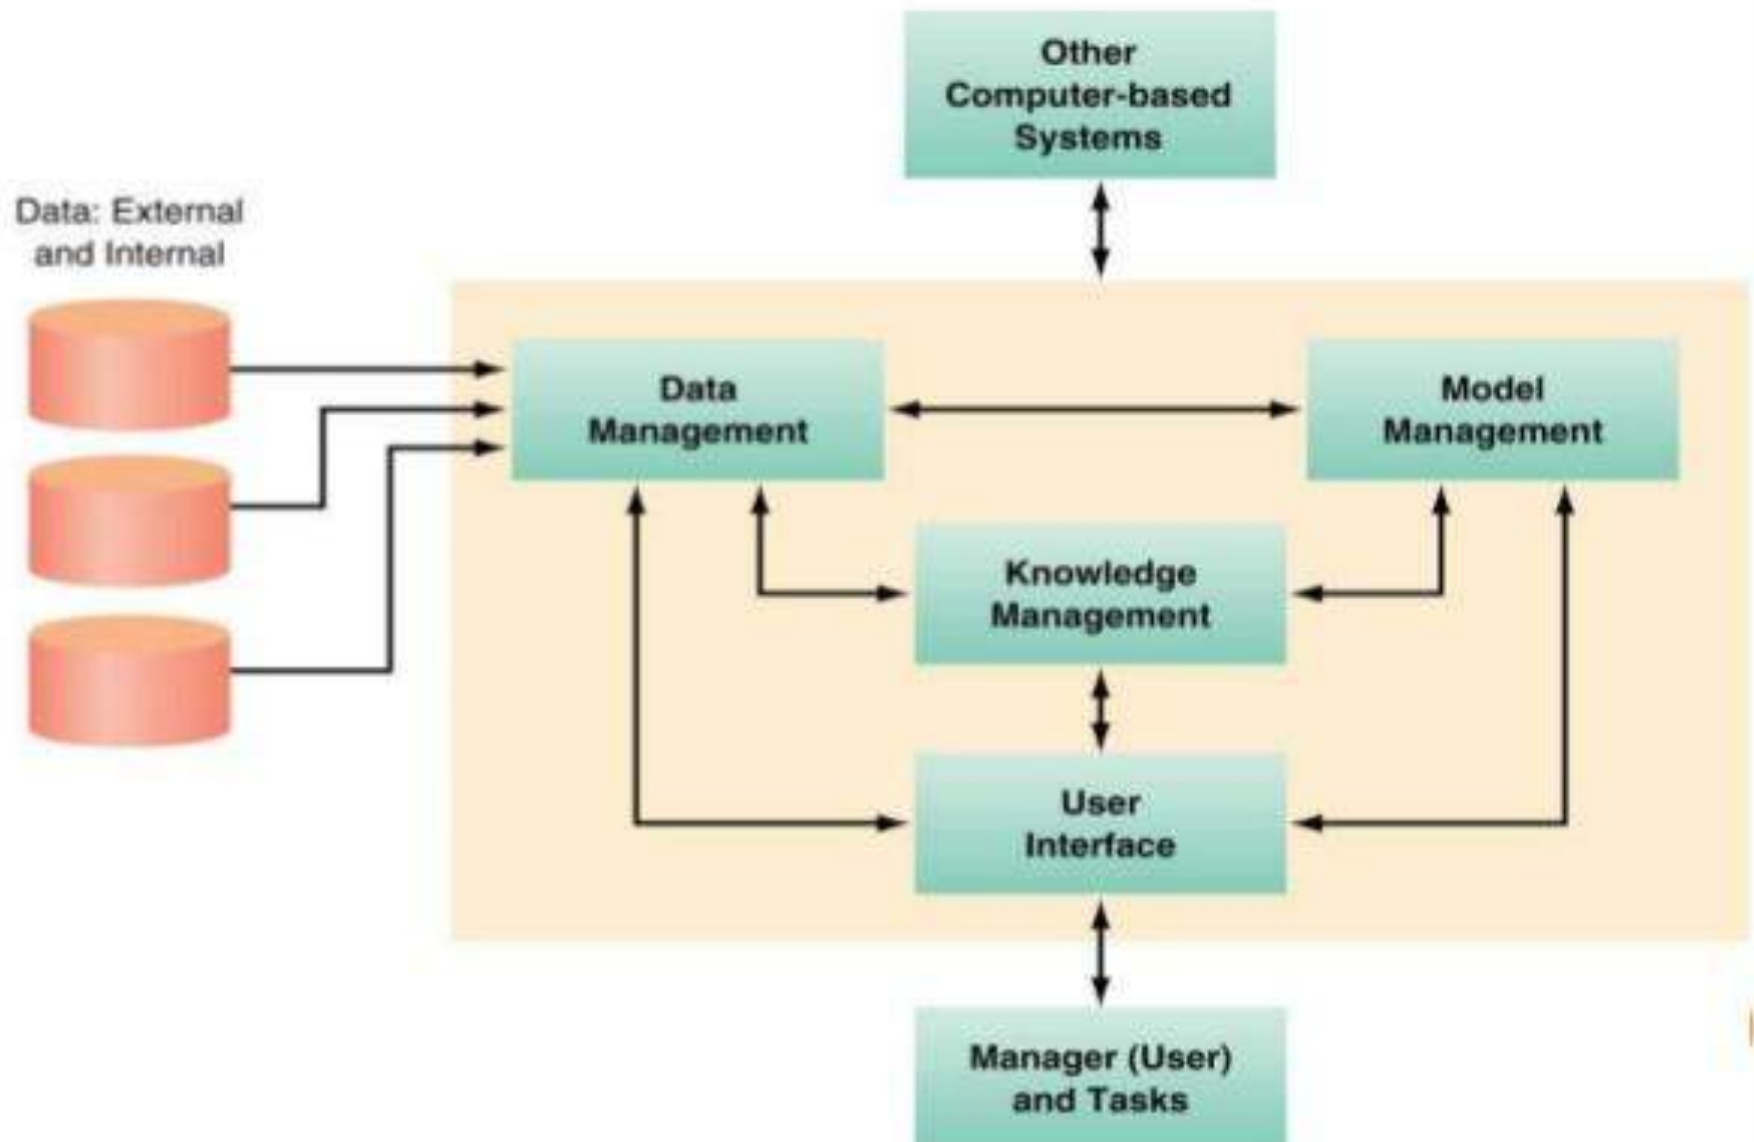 Other
Computer-based
Systems
Data: External
and Internal
Data
Management
Model
Management
Knowledge
Management
User
Interface
Manager (User)
and Tasks